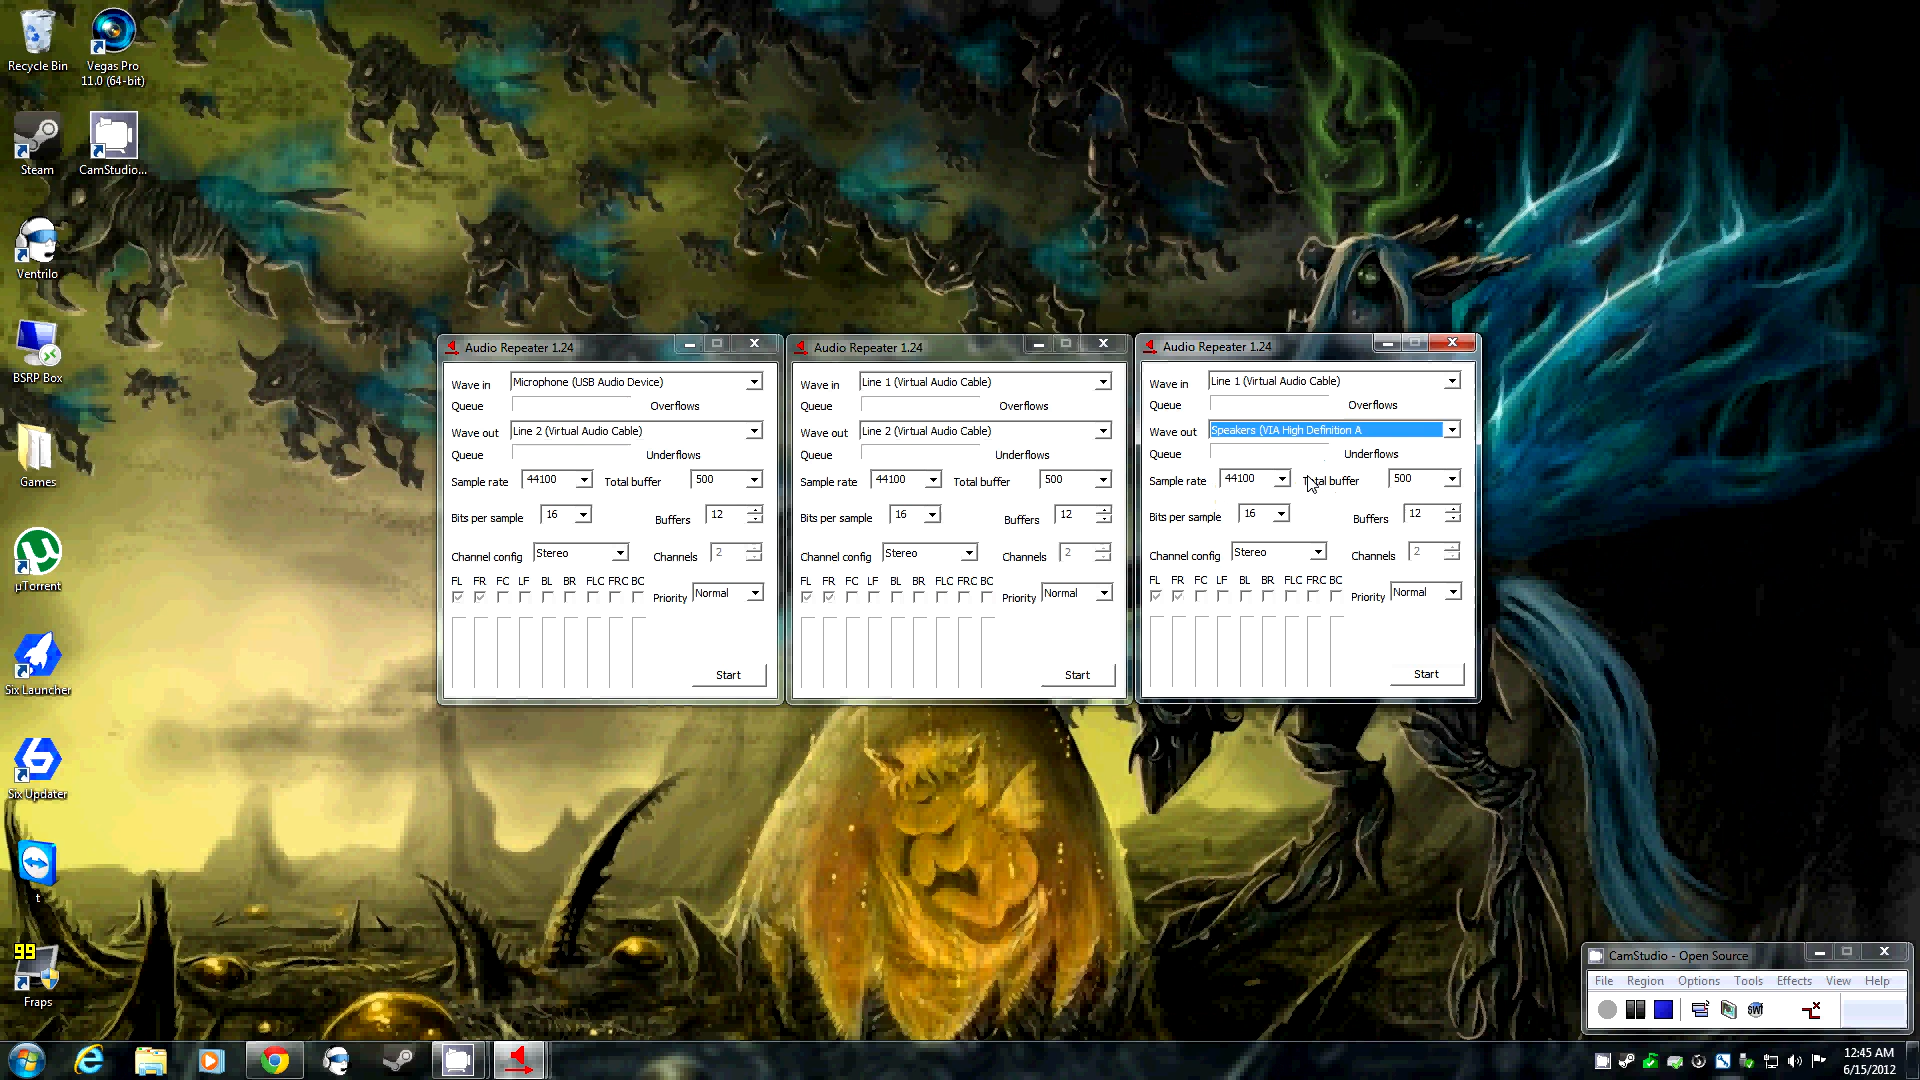 Recycle Bin
Vegas Pro
11.0 (64-bit)
Steam
CamStudio...
Ventrilo
BSRP Box
Games
µTorrent
Six Launcher
Six Updater
t
99
Fraps
Audio Repeater 1.24
Wave in
Microphone (USB Audio Device)
Queue
Overflows
Wave out
Line 2 (Virtual Audio Cable)
Queue
Underflows
Sample rate
44100
Total buffer
500
Bits per sample
16
Buffers
12
Channel config
Stereo
Channels
2
FL FR FC LF BL BR FLC FRC BC
Priority
Normal
Start
Audio Repeater 1.24
Wave in
Line 1 (Virtual Audio Cable)
Queue
Overflows
Wave out
Line 2 (Virtual Audio Cable)
Queue
Underflows
Sample rate
44100
Total buffer
500
Bits per sample
16
Buffers
12
Channel config
Stereo
Channels
2
FL FR FC LF BL BR FLC FRC BC
Priority
Normal
Start
Audio Repeater 1.24
Wave in
Line 1 (Virtual Audio Cable)
Queue
Overflows
Wave out
Speakers (VIA High Definition A
Queue
Underflows
Sample rate
44100
Total buffer
500
Bits per sample
16
Buffers
12
Channel config
Stereo
Channels
2
FL FR FC LF BL BR FLC FRC BC
Priority
Normal
Start
CamStudio - Open Source
File Region Options Tools Effects View Help
SWf
12:45 AM
6/15/2012